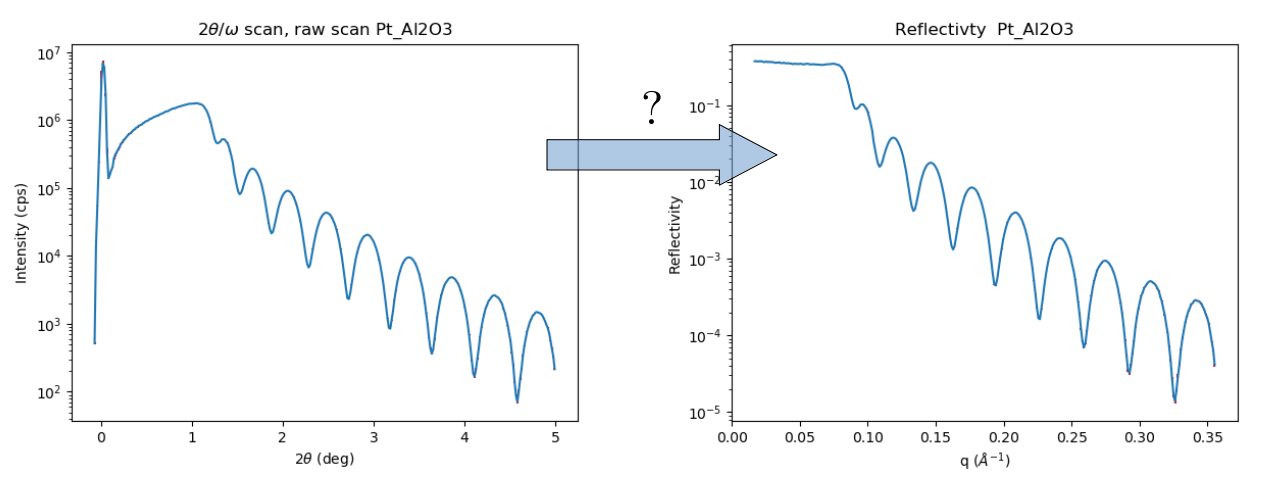 2θ/ω scan, raw scan Pt_Al2O3
Reflectivty Pt_Al2O3
?
10⁷
10⁶
10⁵
10⁴
10³
10²
Intensity (cps)
0 1 2 3 4 5
2θ (deg)
10⁻¹
10⁻²
10⁻³
10⁻⁴
10⁻⁵
Reflectivity
0.00 0.05 0.10 0.15 0.20 0.25 0.30 0.35
q (Å⁻¹)